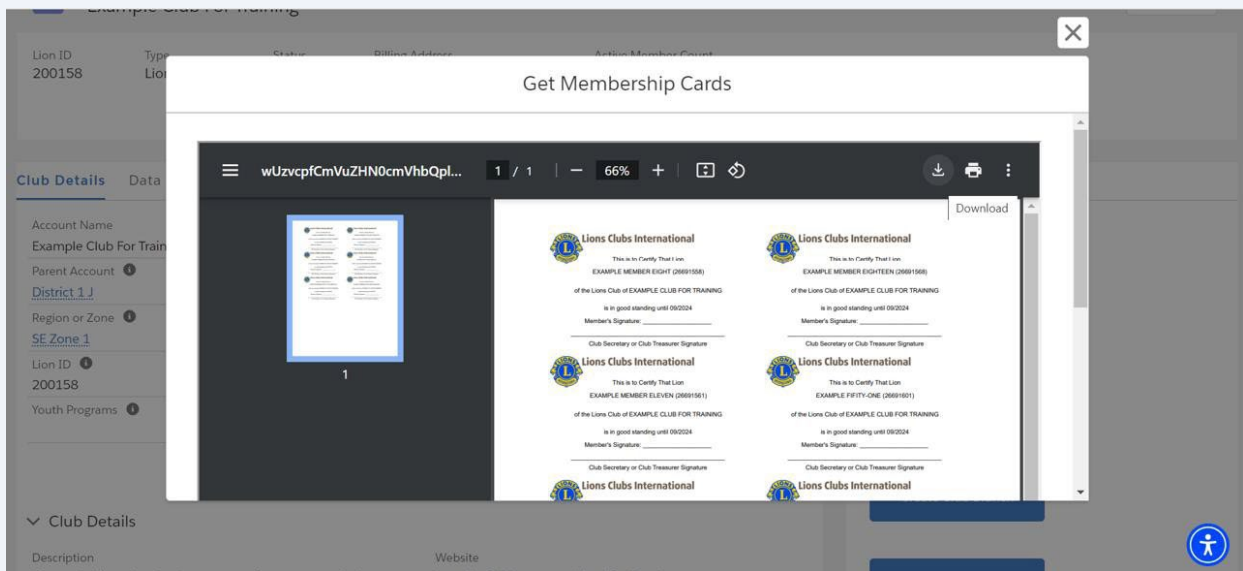 Example Club For Training
Lion ID Type Status Billing Address Active Member Count
200158 Lion
Get Membership Cards
wUzvcpfCmVuZHN0cmVhbQpl... 1 / 1 66%
Download
Club Details Data
Account Name
Example Club For Train
Parent Account
District 1 J
Region or Zone
SE Zone 1
Lion ID
200158
Youth Programs
1
Lions Clubs International
This is to Certify That Lion
EXAMPLE MEMBER EIGHT (26691558)
of the Lions Club of EXAMPLE CLUB FOR TRAINING
is in good standing until 09/2024
Member's Signature: ____________________
Club Secretary or Club Treasurer Signature
Lions Clubs International
This is to Certify That Lion
EXAMPLE MEMBER EIGHTEEN (26691568)
of the Lions Club of EXAMPLE CLUB FOR TRAINING
is in good standing until 09/2024
Member's Signature: ____________________
Club Secretary or Club Treasurer Signature
Lions Clubs International
This is to Certify That Lion
EXAMPLE MEMBER ELEVEN (26691561)
of the Lions Club of EXAMPLE CLUB FOR TRAINING
is in good standing until 09/2024
Member's Signature: ____________________
Club Secretary or Club Treasurer Signature
Lions Clubs International
This is to Certify That Lion
EXAMPLE FIFITY-ONE (26691601)
of the Lions Club of EXAMPLE CLUB FOR TRAINING
is in good standing until 09/2024
Member's Signature: ____________________
Club Secretary or Club Treasurer Signature
Lions Clubs International
Lions Clubs International
Club Details
Description Website